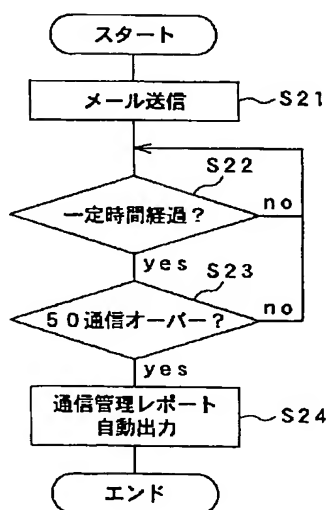 スタート
メール送信
S21
S22
一定時間経過?
no
yes
S23
50通信オーバー?
no
yes
通信管理レポート
自動出力
S24
エンド